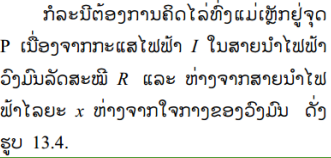 ກໍລະນີຕ້ອງການຄິດໄລ່ທົ່ງແມ່ເຫຼັກຢູ່ຈຸດ
P ເນື່ອງຈາກກະແສໄຟຟ້າ I ໃນສາຍນຳໄຟຟ້າ
ວົງມົນລັດສະໝີ R ແລະ ຫ່າງຈາກສາຍນຳໄຟ
ຟ້າໄລຍະ x ຫ່າງຈາກໃຈກາງຂອງວົງມົນ ດັ່ງ
ຮູບ 13.4.